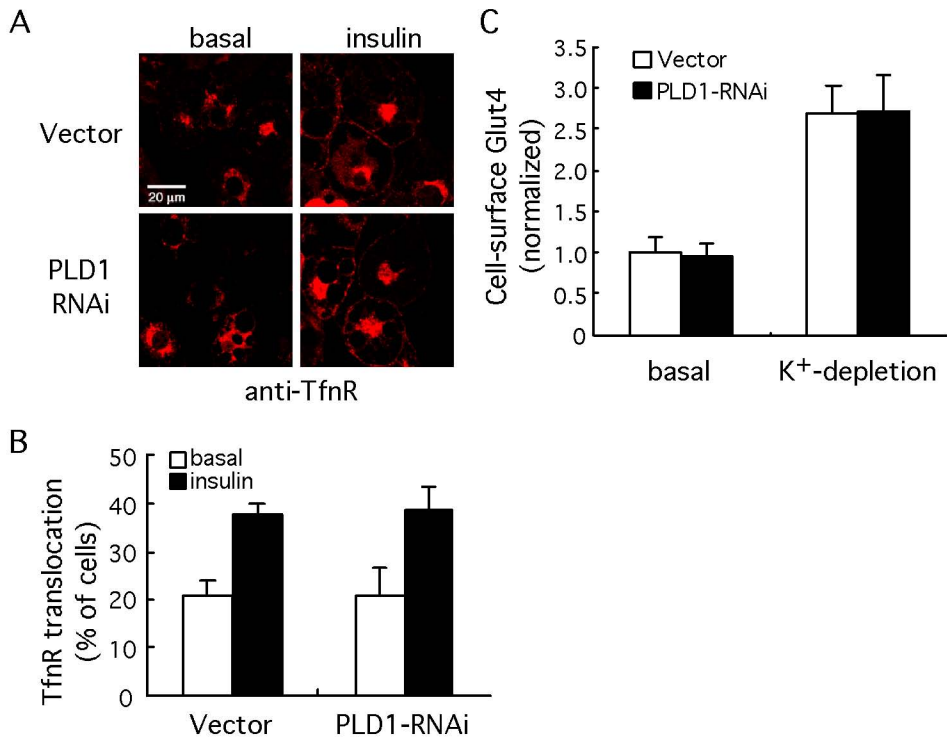 A
basal
insulin
Vector
20 μm
PLD1
RNAi
anti-TfnR
B
TfnR translocation
(% of cells)
50
40
30
20
10
0
basal
insulin
Vector
PLD1-RNAi
C
Cell-surface Glut4
(normalized)
3.5
3.0
2.5
2.0
1.5
1.0
0.5
0
Vector
PLD1-RNAi
basal
K+-depletion